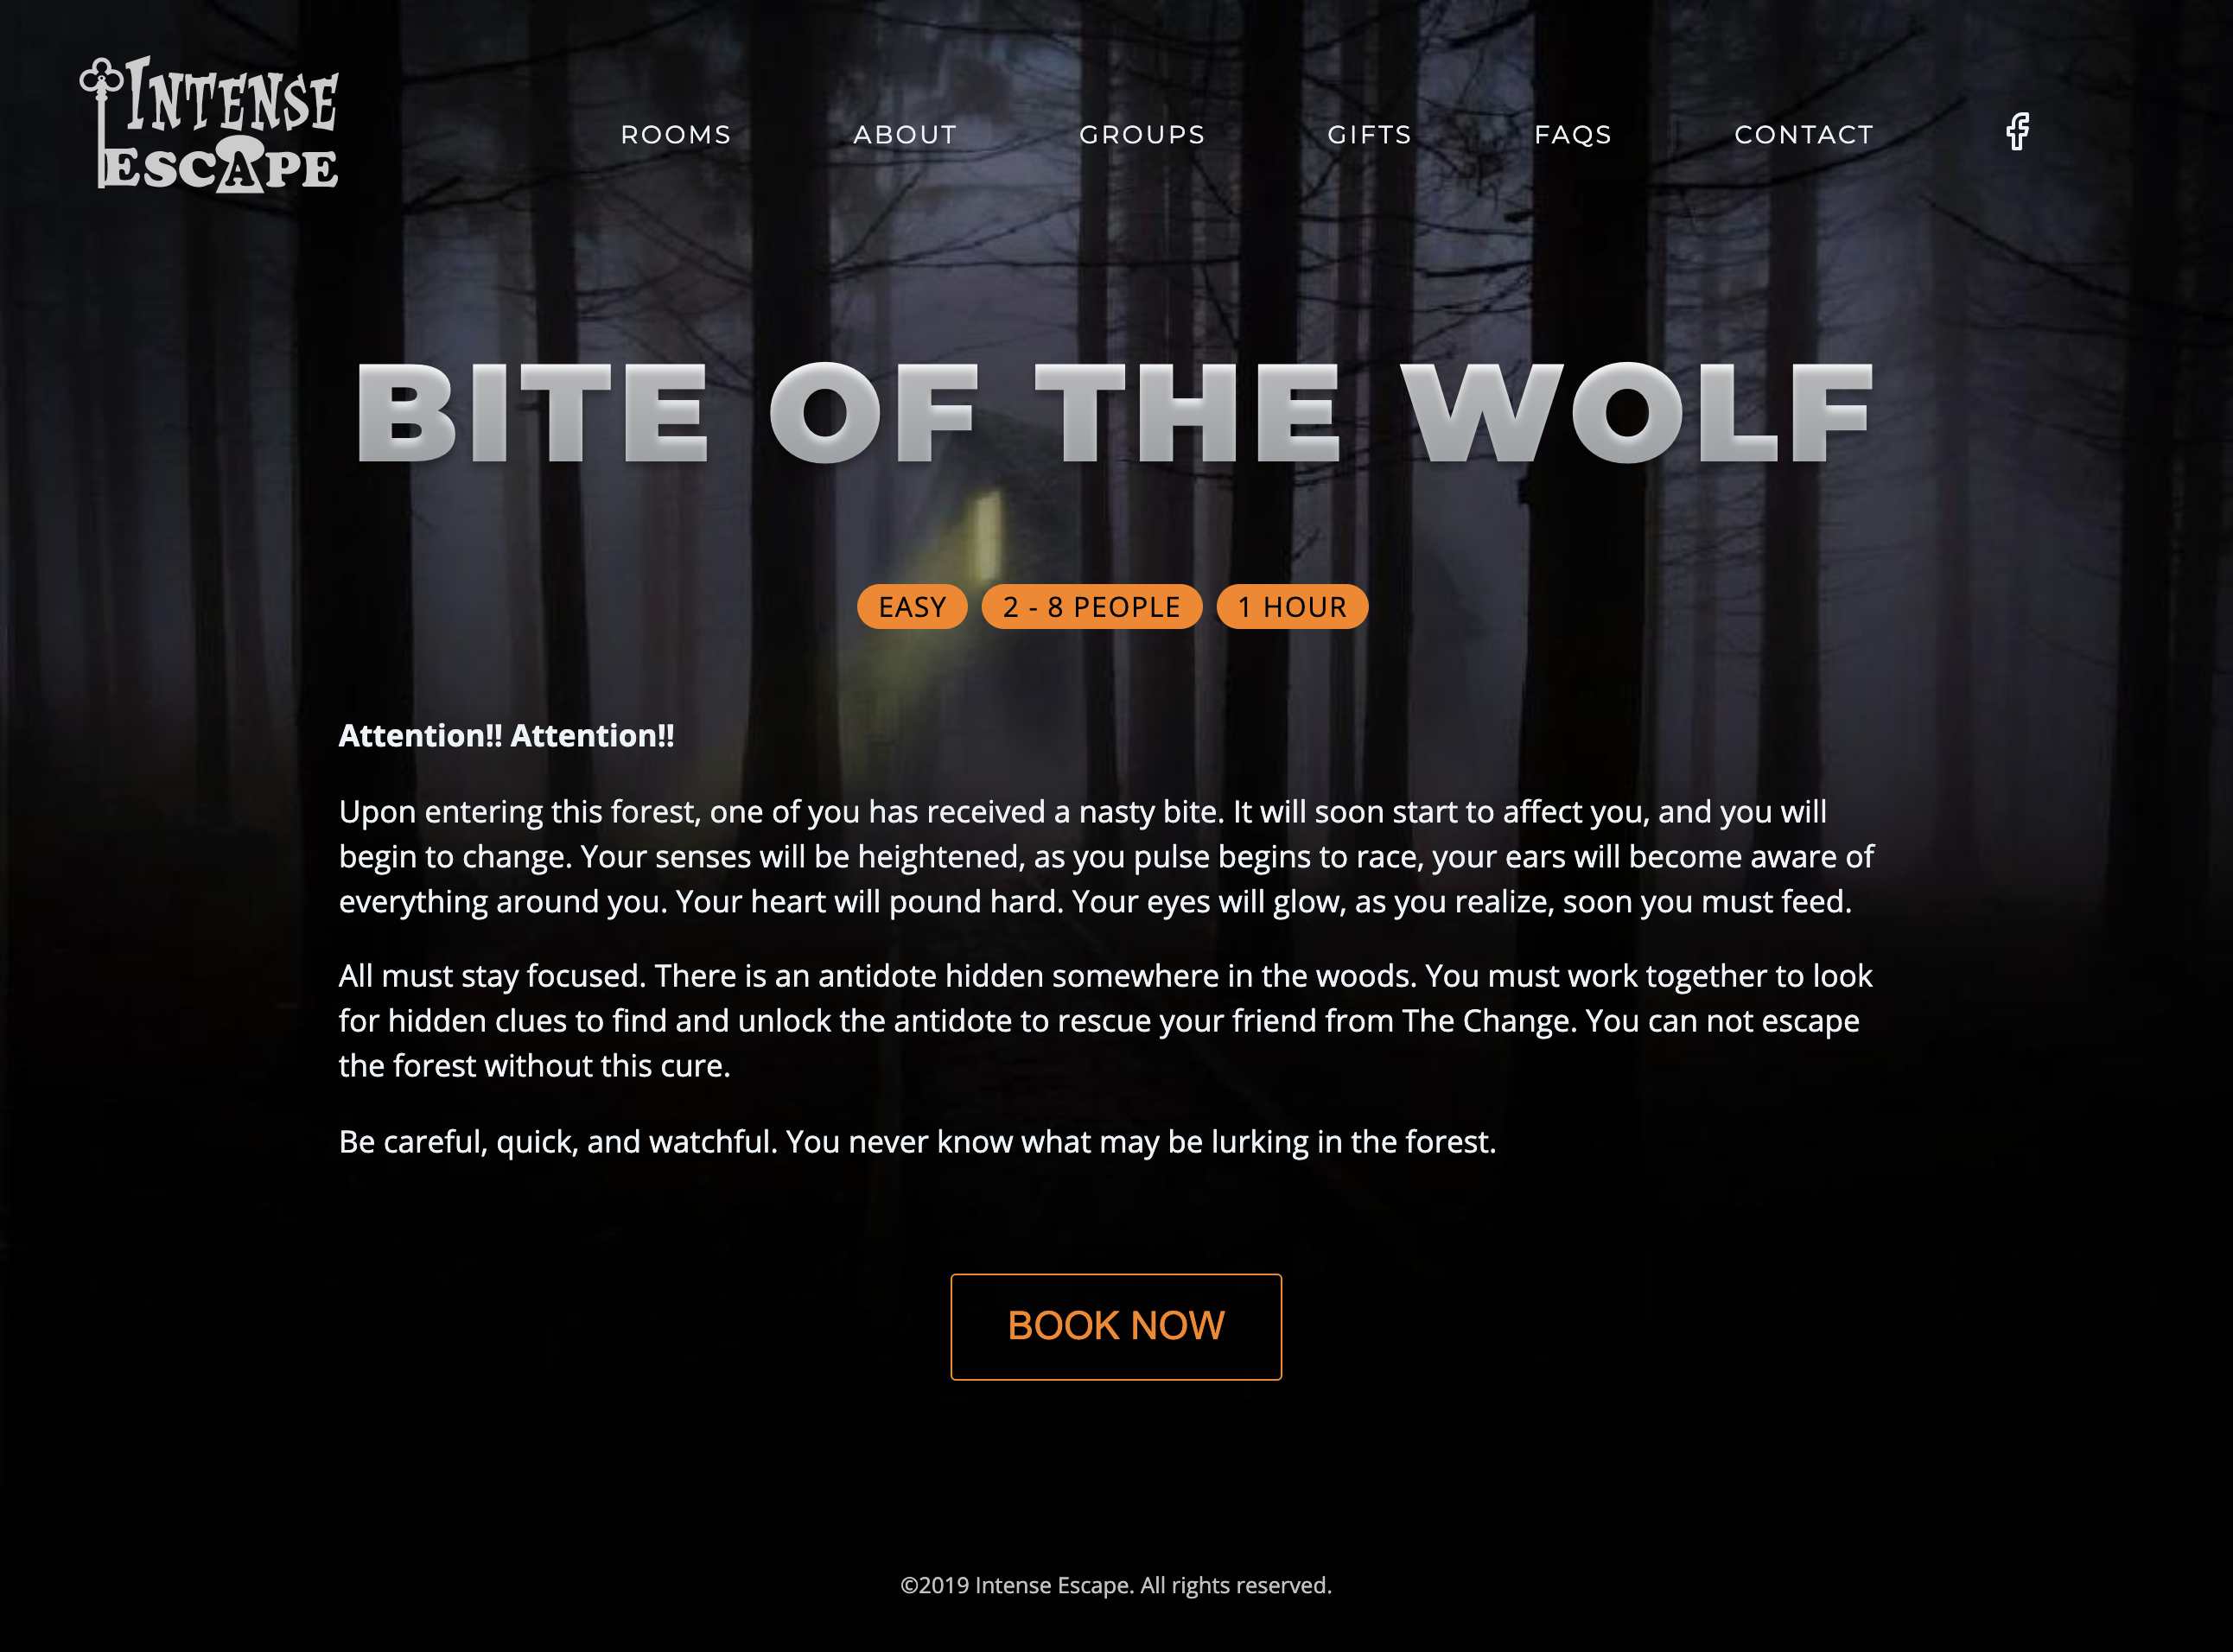 INTENSE
ESCAPE
ROOMS
ABOUT
GROUPS
GIFTS
FAQS
CONTACT
BITE OF THE WOLF
EASY
2 - 8 PEOPLE
1 HOUR
Attention!! Attention!!
Upon entering this forest, one of you has received a nasty bite. It will soon start to affect you, and you will
begin to change. Your senses will be heightened, as you pulse begins to race, your ears will become aware of
everything around you. Your heart will pound hard. Your eyes will glow, as you realize, soon you must feed.
All must stay focused. There is an antidote hidden somewhere in the woods. You must work together to look
for hidden clues to find and unlock the antidote to rescue your friend from The Change. You can not escape
the forest without this cure.
Be careful, quick, and watchful. You never know what may be lurking in the forest.
BOOK NOW
©2019 Intense Escape. All rights reserved.